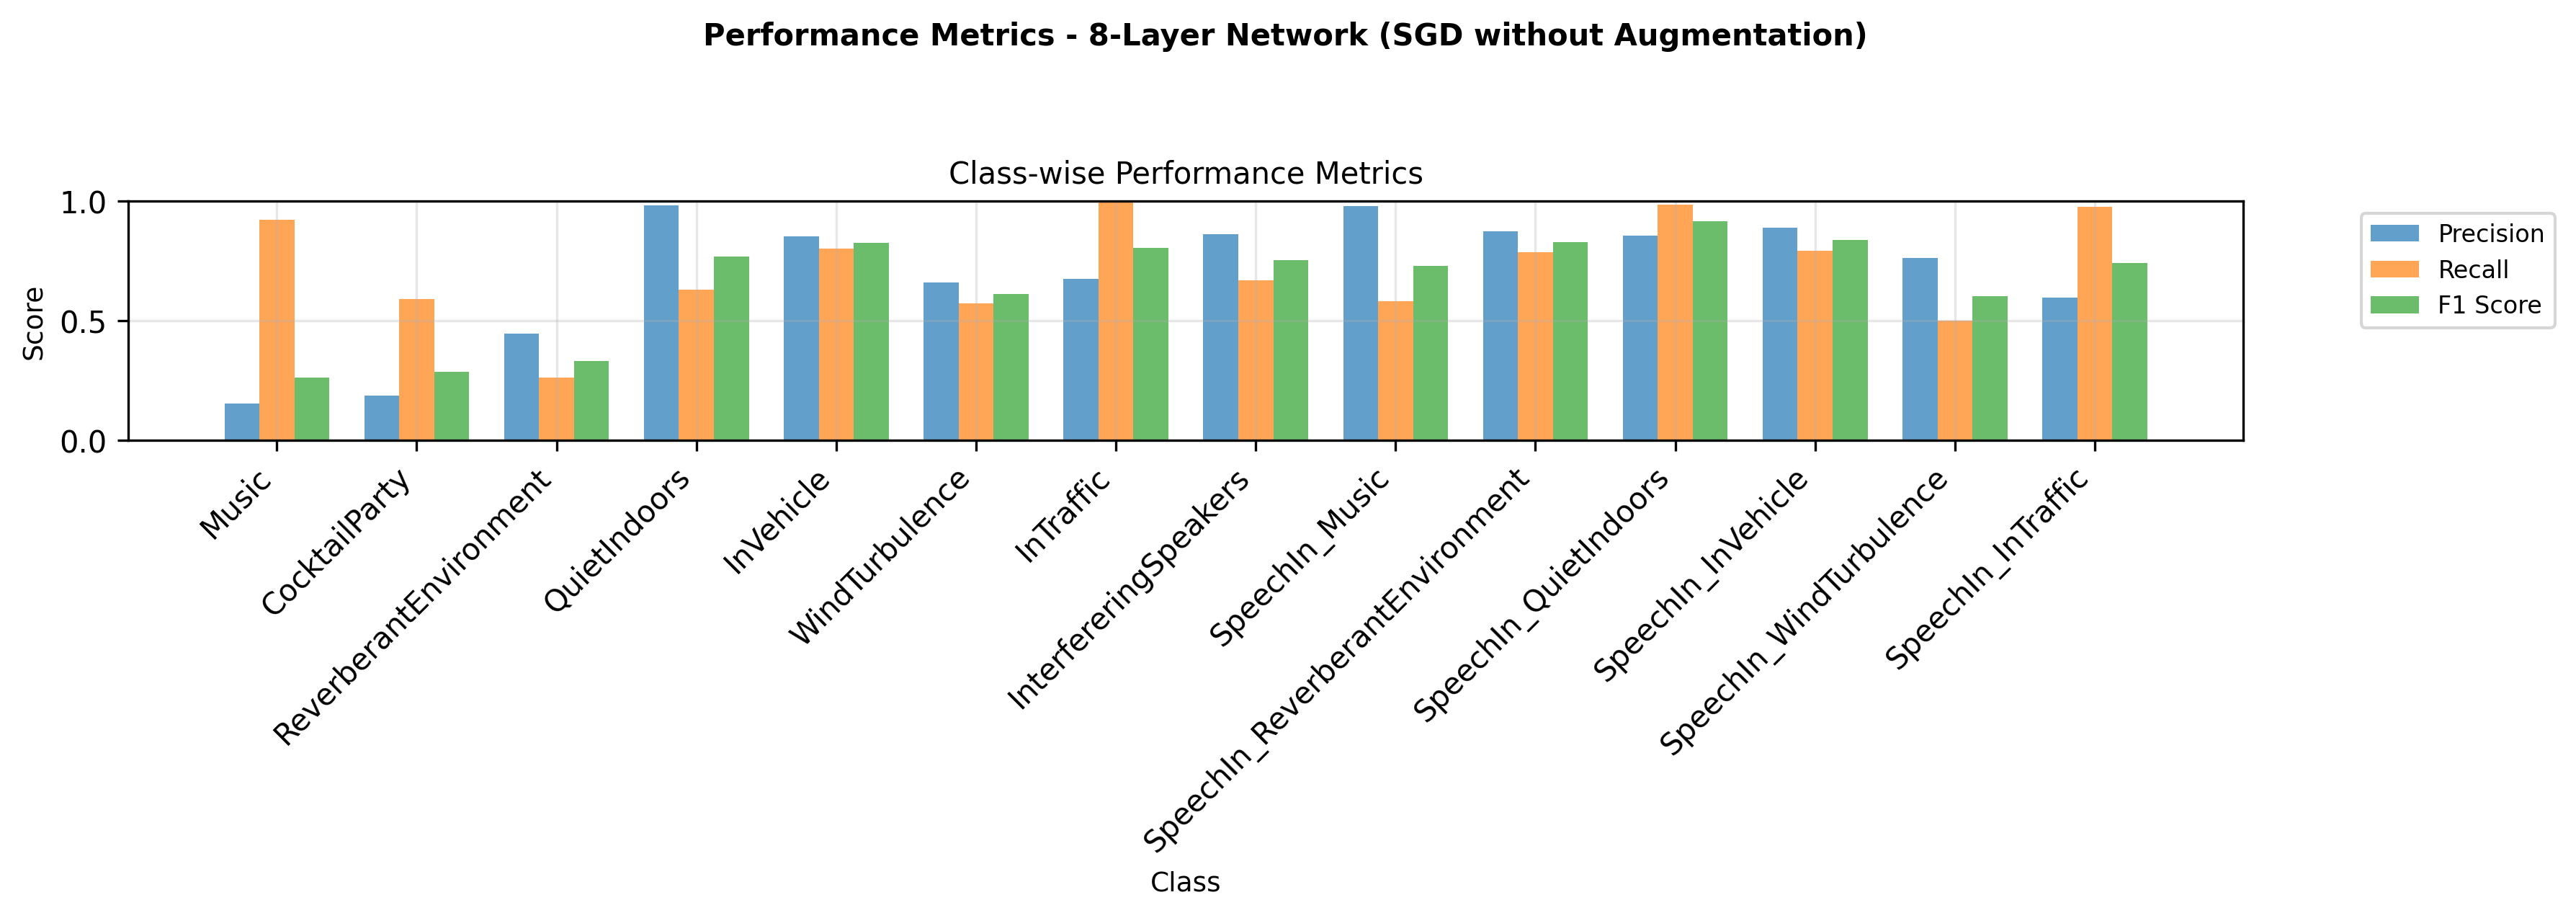 Performance Metrics - 8-Layer Network (SGD without Augmentation)
Class-wise Performance Metrics
1.0
0.5
0.0
Score
Precision
Recall
F1 Score
Music
CocktailParty
ReverberantEnvironment
QuietIndoors
InVehicle
WindTurbulence
InTraffic
InterferingSpeakers
SpeechIn_Music
SpeechIn_ReverberantEnvironment
SpeechIn_QuietIndoors
SpeechIn_InVehicle
SpeechIn_WindTurbulence
SpeechIn_InTraffic
Class